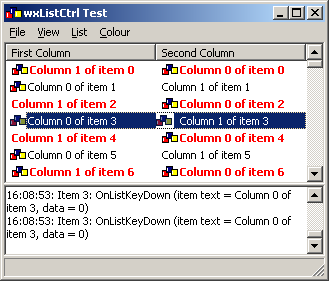 wxListCtrl Test
File View List Colour
First Column Second Column
Column 1 of item 0 Column 0 of item 0
Column 0 of item 1 Column 1 of item 1
Column 1 of item 2 Column 0 of item 2
Column 0 of item 3 Column 1 of item 3
Column 1 of item 4 Column 0 of item 4
Column 0 of item 5 Column 1 of item 5
Column 1 of item 6 Column 0 of item 6
16:08:53: Item 3: OnListKeyDown (item text = Column 0 of
item 3, data = 0)
16:08:53: Item 3: OnListKeyDown (item text = Column 0 of
item 3, data = 0)